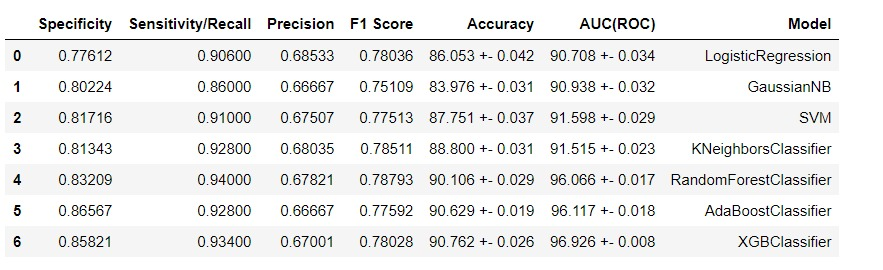 Specificity Sensitivity/Recall Precision F1 Score Accuracy AUC(ROC) Model
0 0.77612 0.90600 0.68533 0.78036 86.053 +- 0.042 90.708 +- 0.034 LogisticRegression
1 0.80224 0.86000 0.66667 0.75109 83.976 +- 0.031 90.938 +- 0.032 GaussianNB
2 0.81716 0.91000 0.67507 0.77513 87.751 +- 0.037 91.598 +- 0.029 SVM
3 0.81343 0.92800 0.68035 0.78511 88.800 +- 0.031 91.515 +- 0.023 KNeighborsClassifier
4 0.83209 0.94000 0.67821 0.78793 90.106 +- 0.029 96.066 +- 0.017 RandomForestClassifier
5 0.86567 0.92800 0.66667 0.77592 90.629 +- 0.019 96.117 +- 0.018 AdaBoostClassifier
6 0.85821 0.93400 0.67001 0.78028 90.762 +- 0.026 96.926 +- 0.008 XGBClassifier